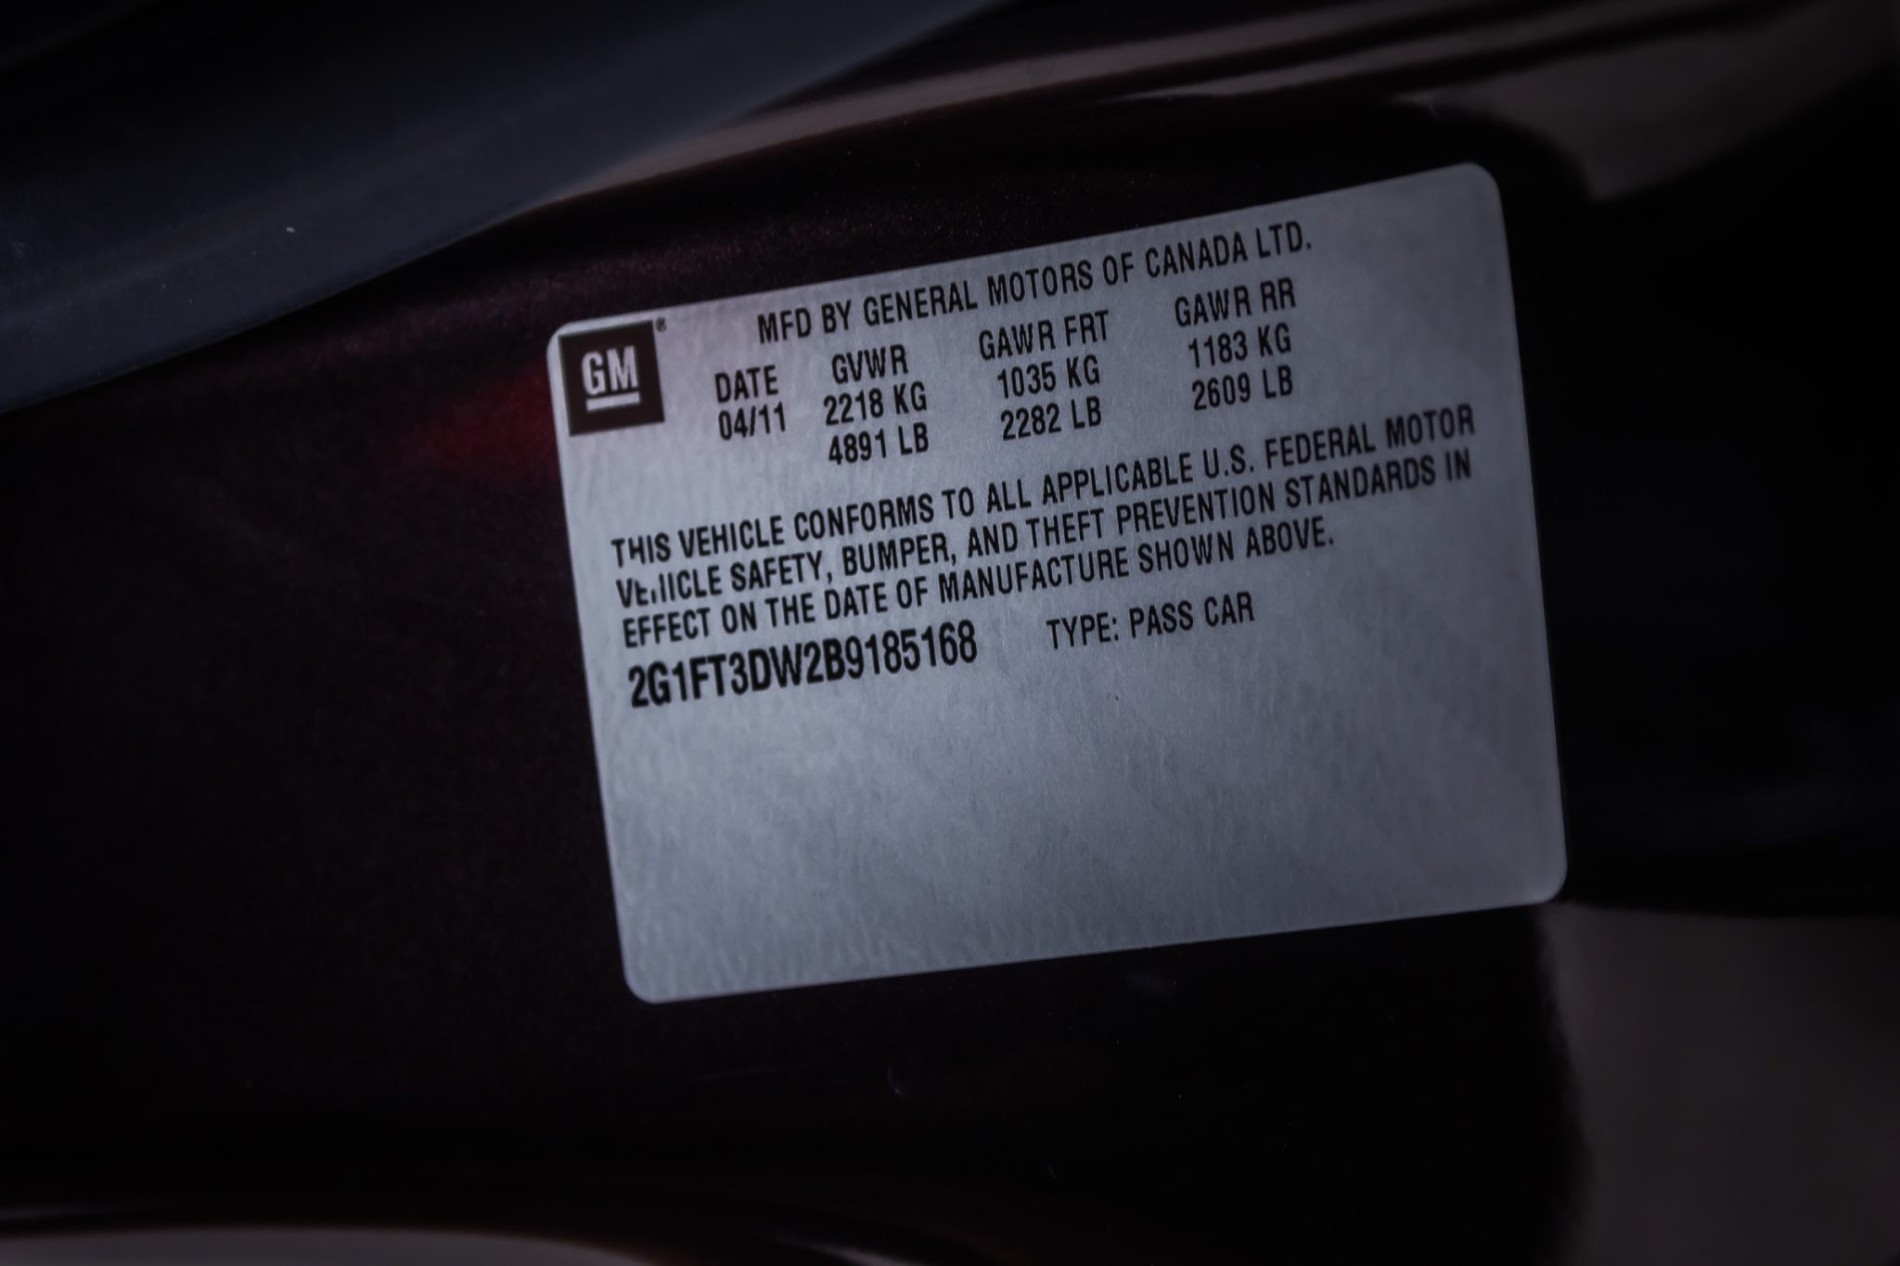 MFD BY GENERAL MOTORS OF CANADA LTD.
GM®
DATE GVWR GAWR FRT GAWR RR
04/11 2218 KG 1035 KG 1183 KG
4891 LB 2282 LB 2609 LB
THIS VEHICLE CONFORMS TO ALL APPLICABLE U.S. FEDERAL MOTOR
VEHICLE SAFETY, BUMPER, AND THEFT PREVENTION STANDARDS IN
EFFECT ON THE DATE OF MANUFACTURE SHOWN ABOVE.
2G1FT3DW2B9185168 TYPE: PASS CAR